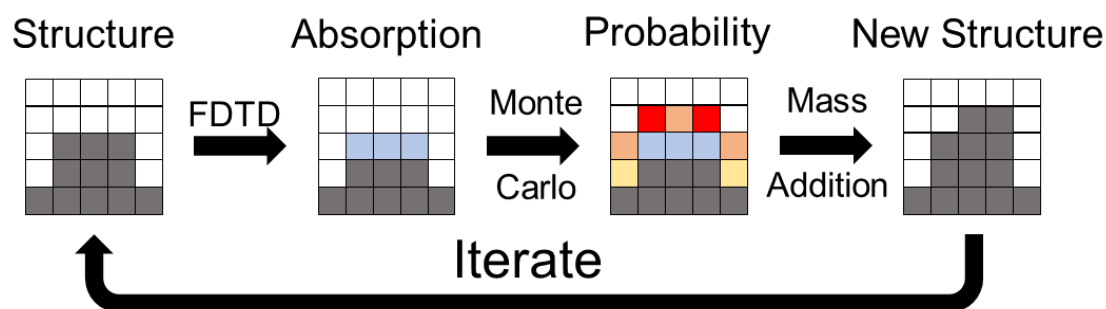 Structure
Absorption
Probability
New Structure
FDTD
Monte
Carlo
Mass
Addition
Iterate